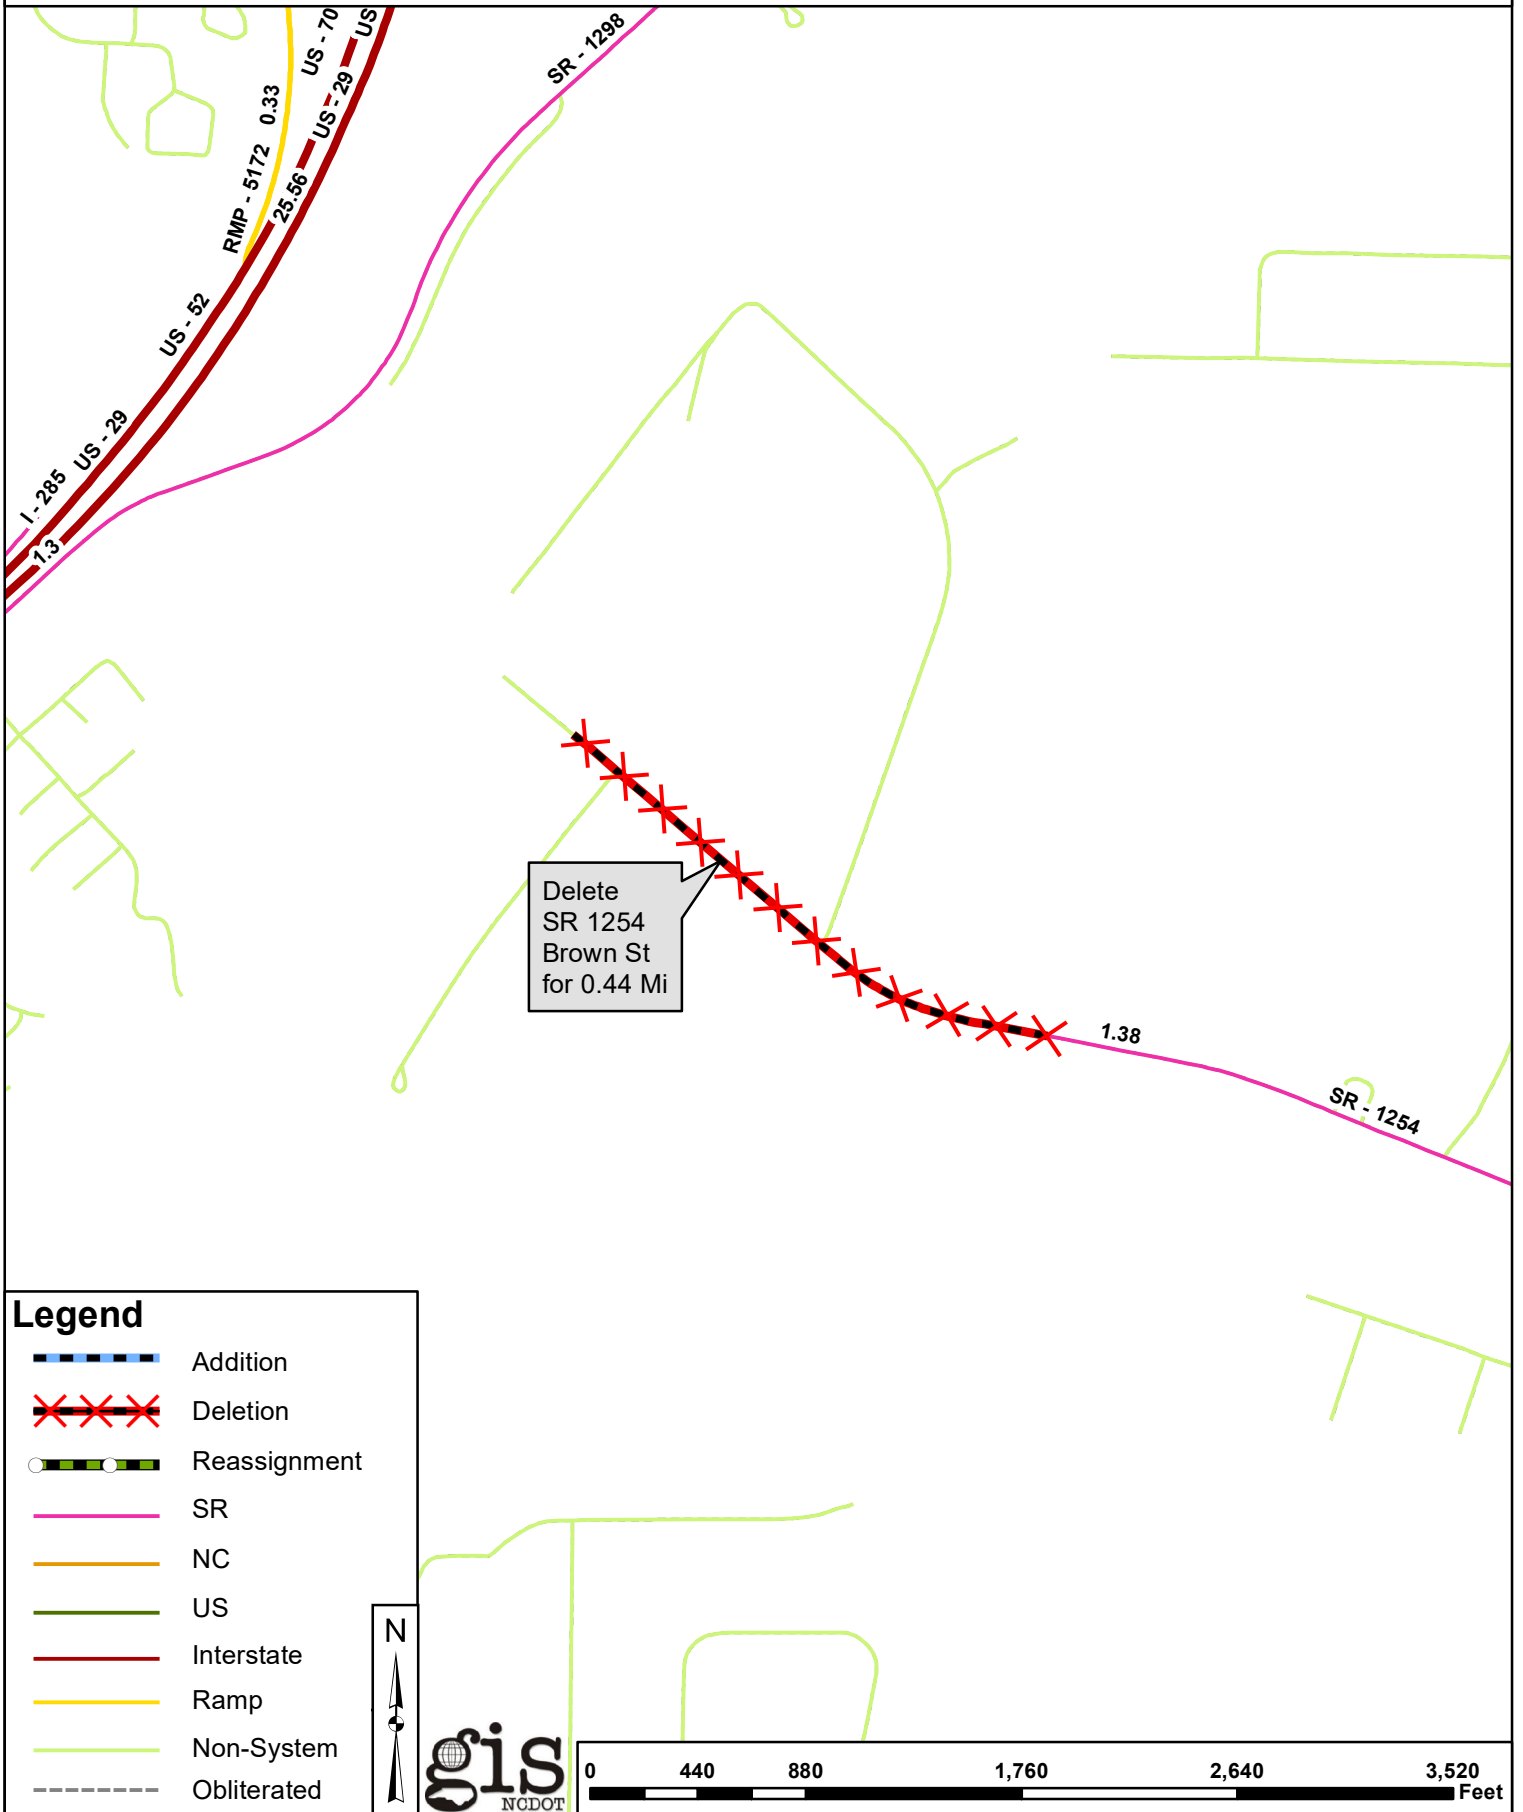 US - 70
US
SR - 1298
0.33
US - 29
RMP - 5172
25.56
US - 52
US - 29
I - 285
1.3
Delete
SR 1254
Brown St
for 0.44 Mi
1.38
SR - 1254
Legend
Addition
Deletion
Reassignment
SR
NC
US
Interstate
Ramp
Non-System
Obliterated
N
gis
NCDOT
0 440 880 1,760 2,640 3,520
Feet